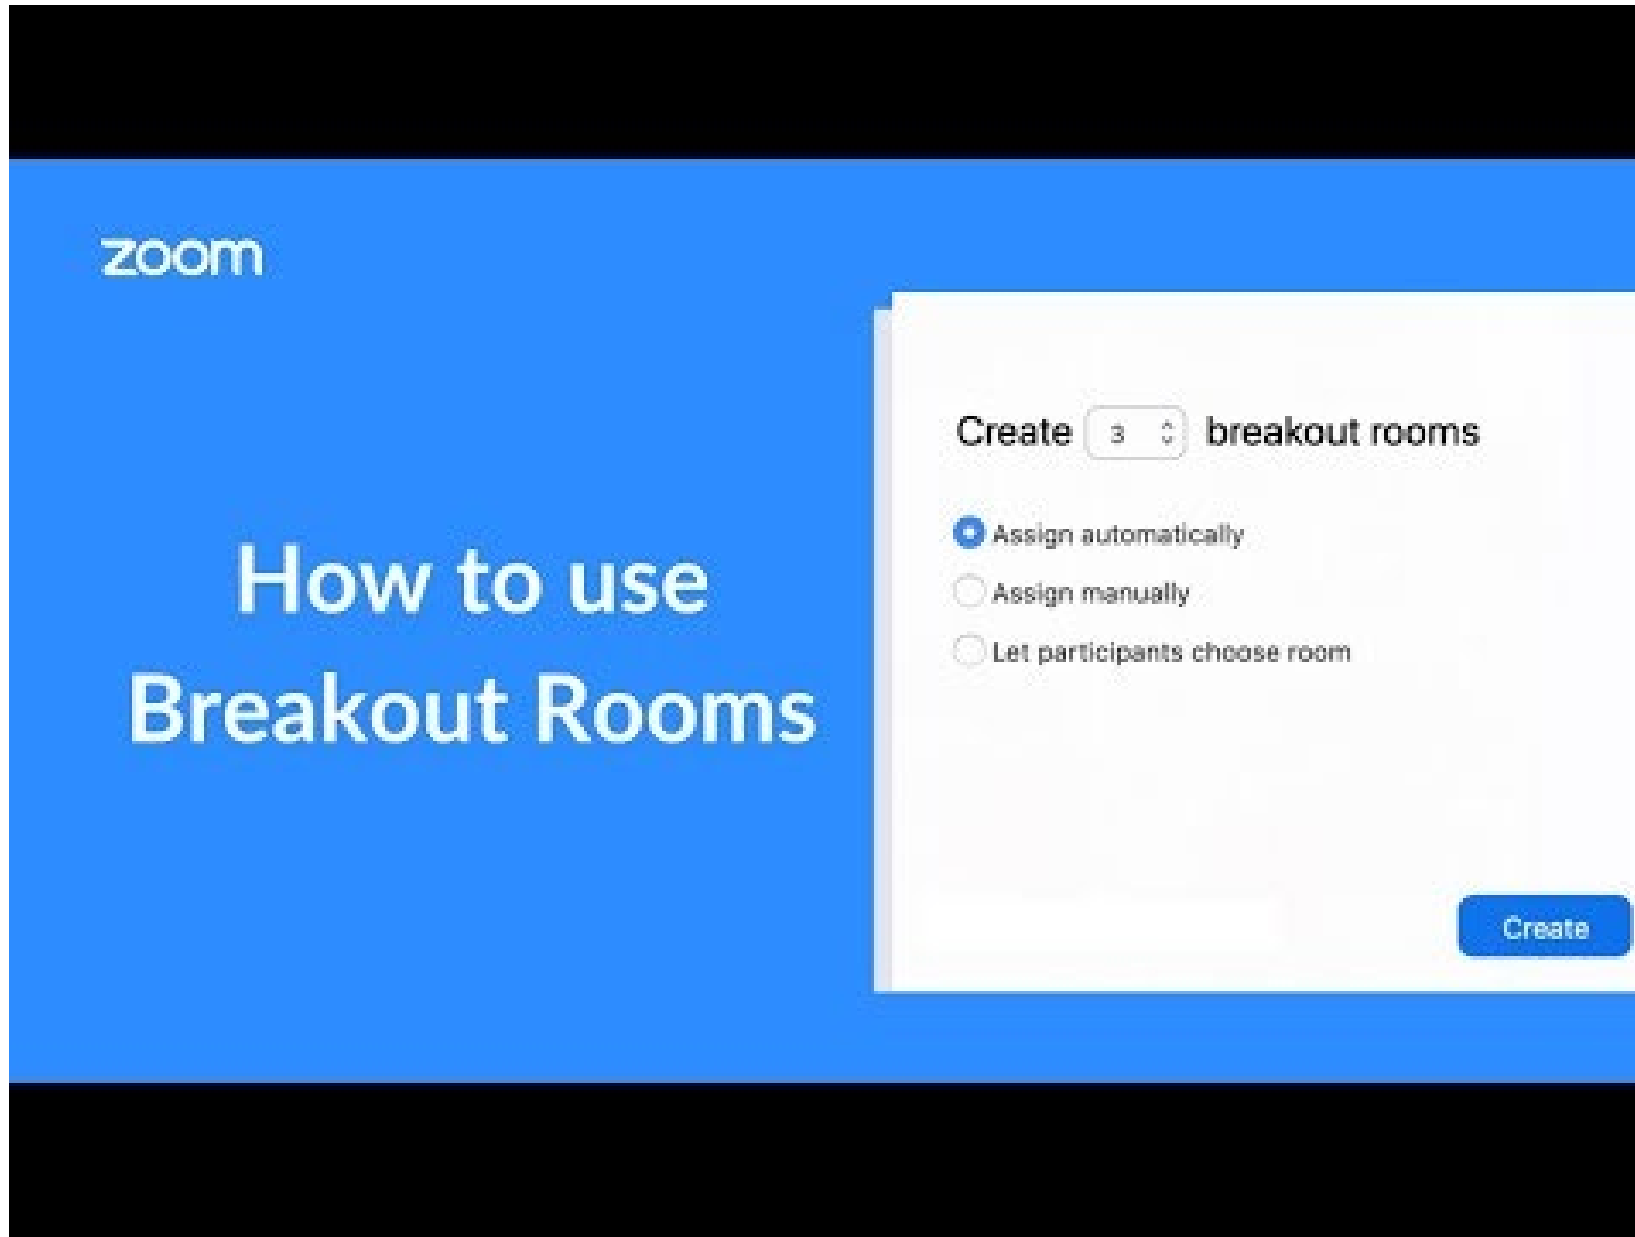 zoom
How to use
Breakout Rooms
Create 3 breakout rooms
Assign automatically
Assign manually
Let participants choose room
Create